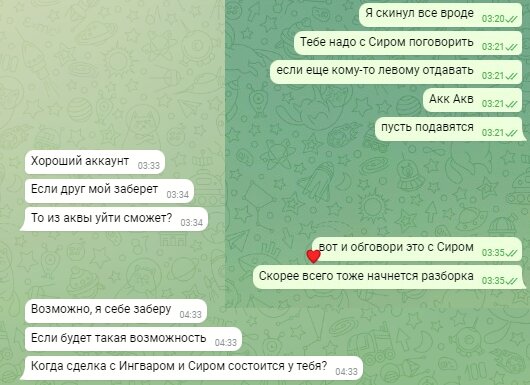 Я скинул все вроде
03:20
Тебе надо с Сиром поговорить
03:21
если еще кому-то левому отдавать
03:21
Акк Акв
03:21
пусть подавятся
03:21
Хороший аккаунт
03:33
Если друг мой заберет
03:34
То из аквы уйти сможет?
03:34
вот и обговори это с Сиром
03:35
Скорее всего тоже начнется разборка
03:35
Возможно, я себе заберу
04:33
Если будет такая возможность
04:33
Когда сделка с Ингваром и Сиром состоится у тебя?
04:33